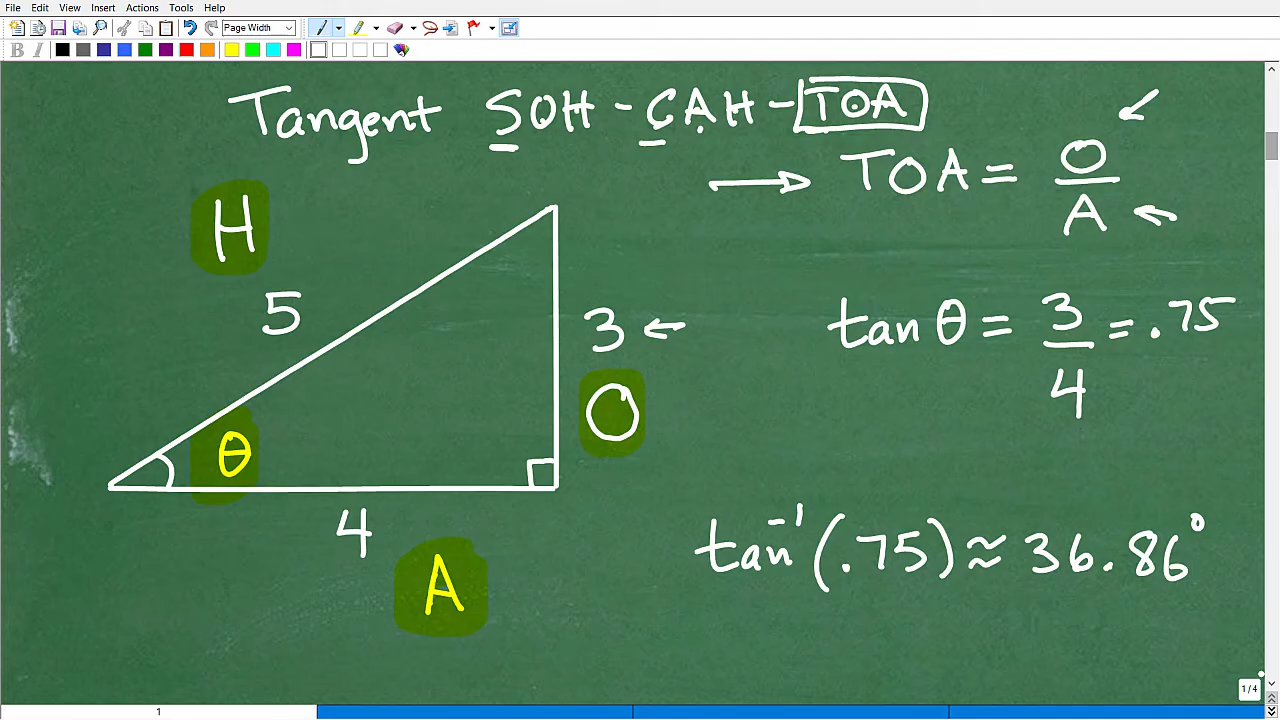 File Edit View Insert Actions Tools Help
Page Width
B I
Tangent SOH - CAH - TOA
TOA = O/A
H
5
3
tan θ = 3/4 = .75
O
θ
4
tan⁻¹(.75) ≈ 36.86°
A
1/4
1